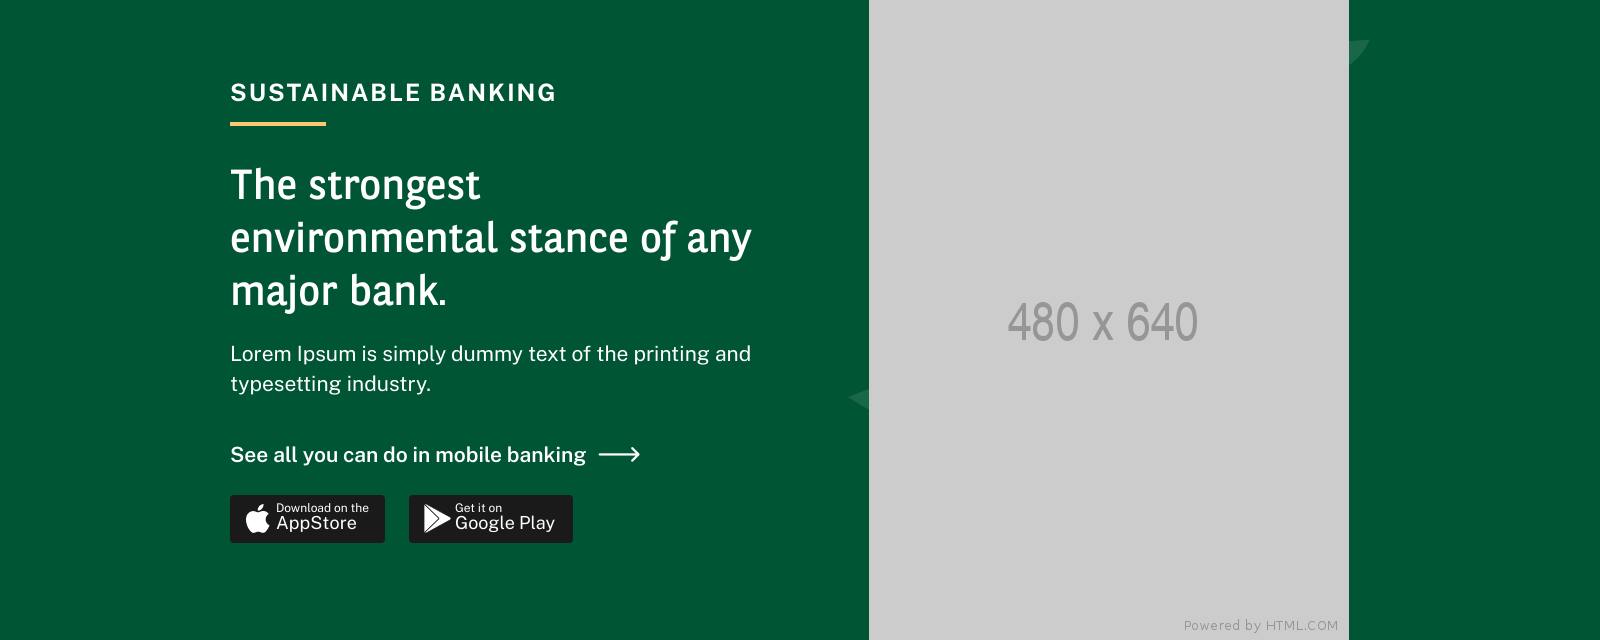 SUSTAINABLE BANKING
The strongest
environmental stance of any
major bank.
Lorem Ipsum is simply dummy text of the printing and
typesetting industry.
See all you can do in mobile banking
Download on the
AppStore
Get it on
Google Play
480 x 640
Powered by HTML.COM